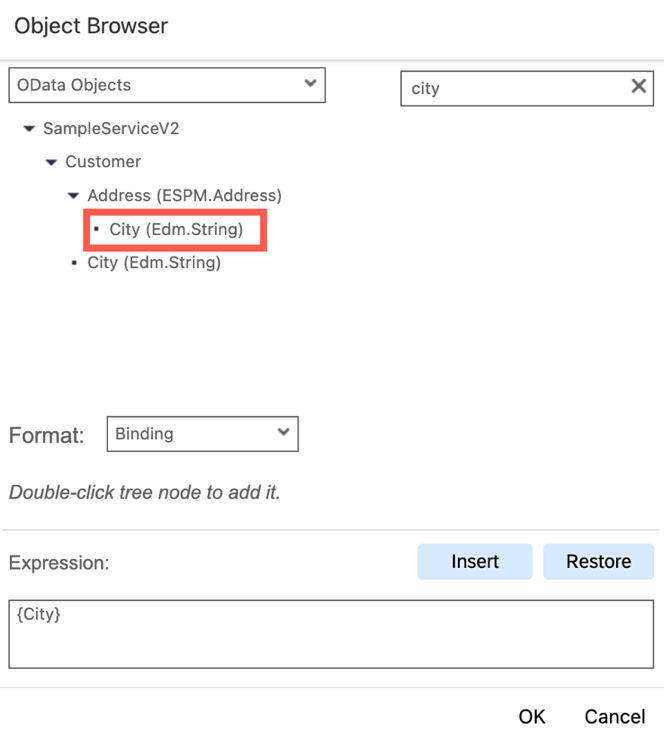 Object Browser
OData Objects
city
SampleServiceV2
Customer
Address (ESPM.Address)
City (Edm.String)
City (Edm.String)
Format:
Binding
Double-click tree node to add it.
Expression:
Insert
Restore
{City}
OK
Cancel